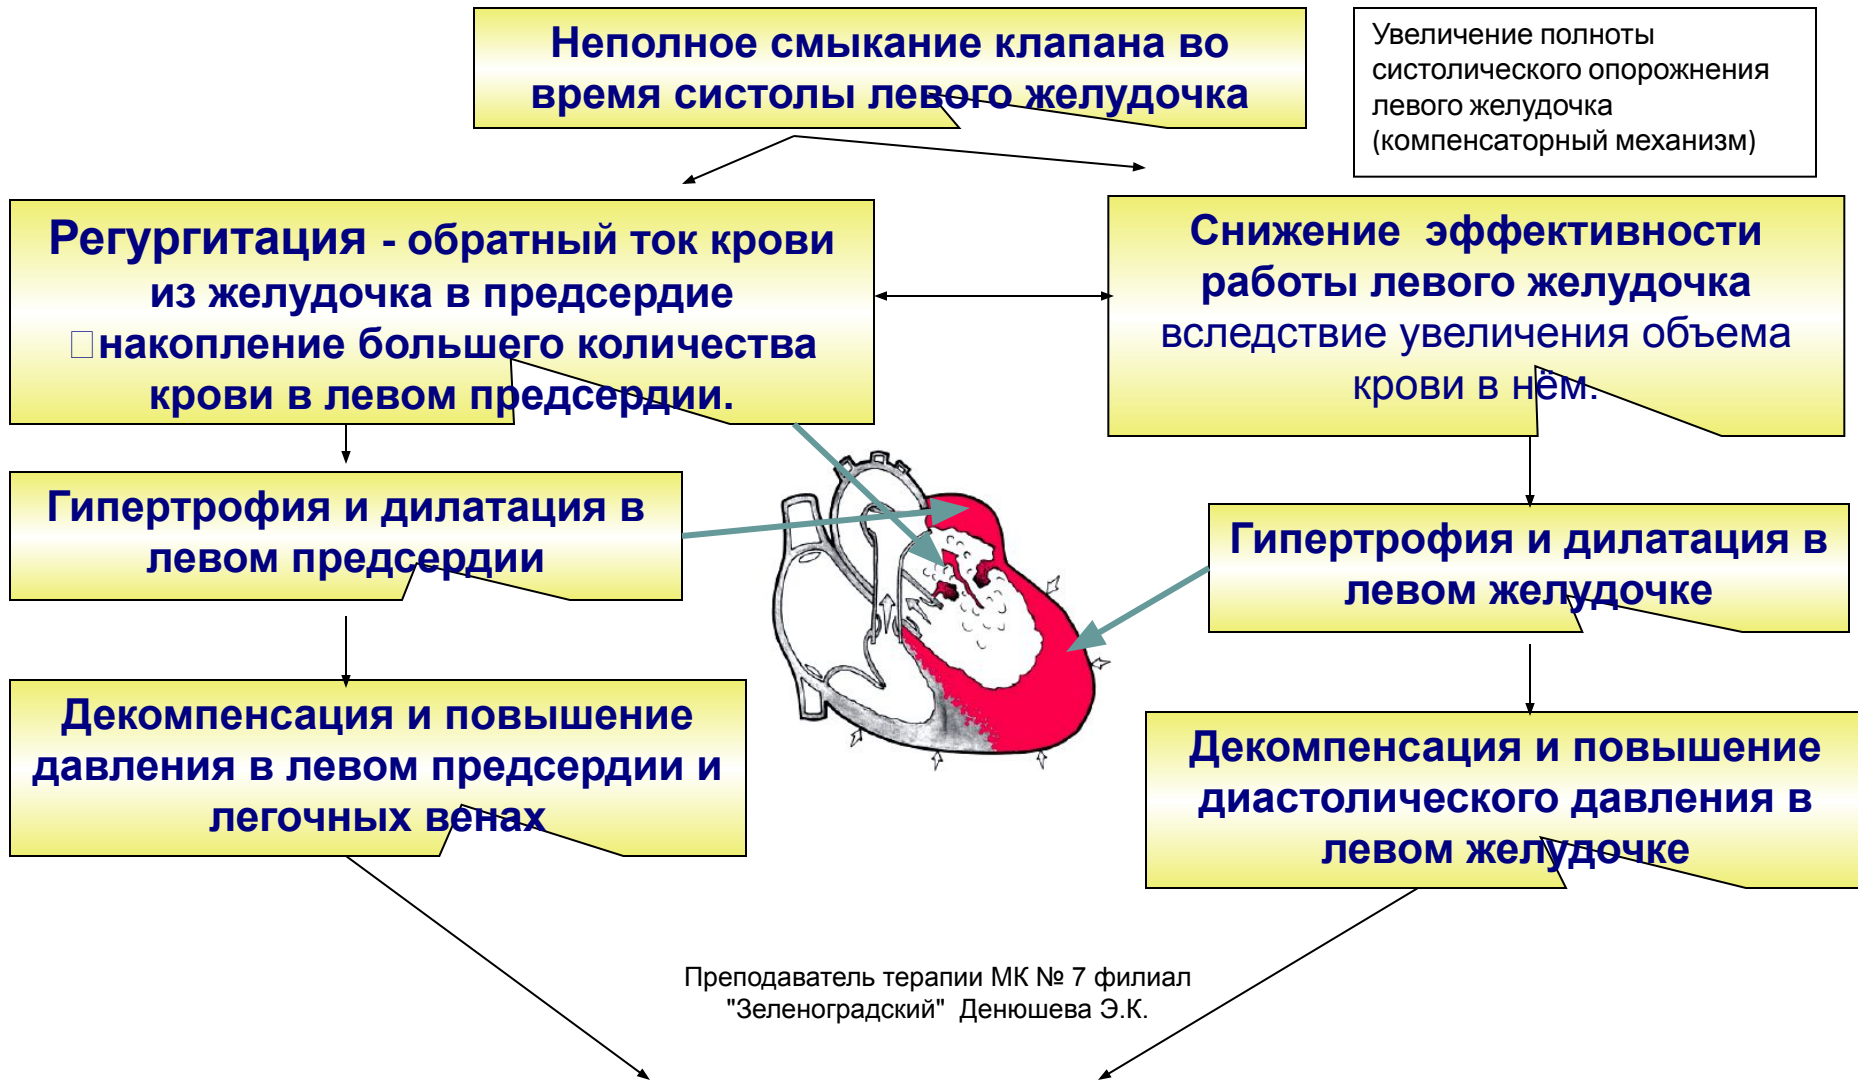 Неполное смыкание клапана во
время систолы левого желудочка
Увеличение полноты
систолического опорожнения
левого желудочка
(компенсаторный механизм)
Регургитация - обратный ток крови
из желудочка в предсердие
накопление большего количества
крови в левом предсердии.
Снижение эффективности
работы левого желудочка
вследствие увеличения объема
крови в нём.
Гипертрофия и дилатация в
левом предсердии
Гипертрофия и дилатация в
левом желудочке
Декомпенсация и повышение
давления в левом предсердии и
легочных венах
Декомпенсация и повышение
диастолического давления в
левом желудочке
Преподаватель терапии МК № 7 филиал
"Зеленоградский" Денюшева Э.К.